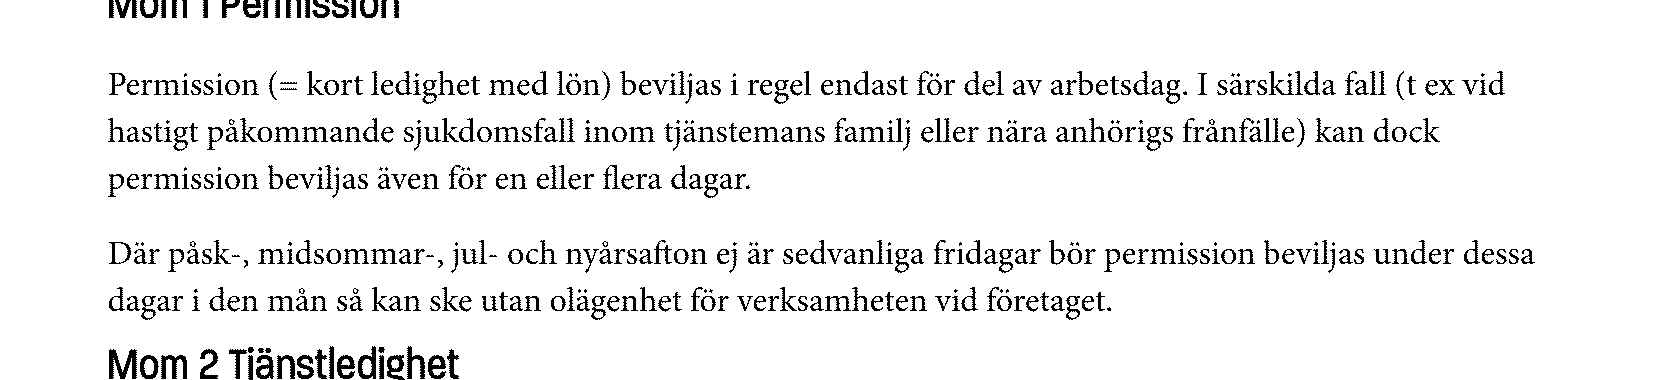 Mom 1 Permission
Permission (= kort ledighet med lön) beviljas i regel endast för del av arbetsdag. I särskilda fall (t ex vid
hastigt påkommande sjukdomsfall inom tjänstemans familj eller nära anhörigs frånfälle) kan dock
permission beviljas även för en eller flera dagar.
Där påsk-, midsommar-, jul- och nyårsafton ej är sedvanliga fridagar bör permission beviljas under dessa
dagar i den mån så kan ske utan olägenhet för verksamheten vid företaget.
Mom 2 Tjänstledighet